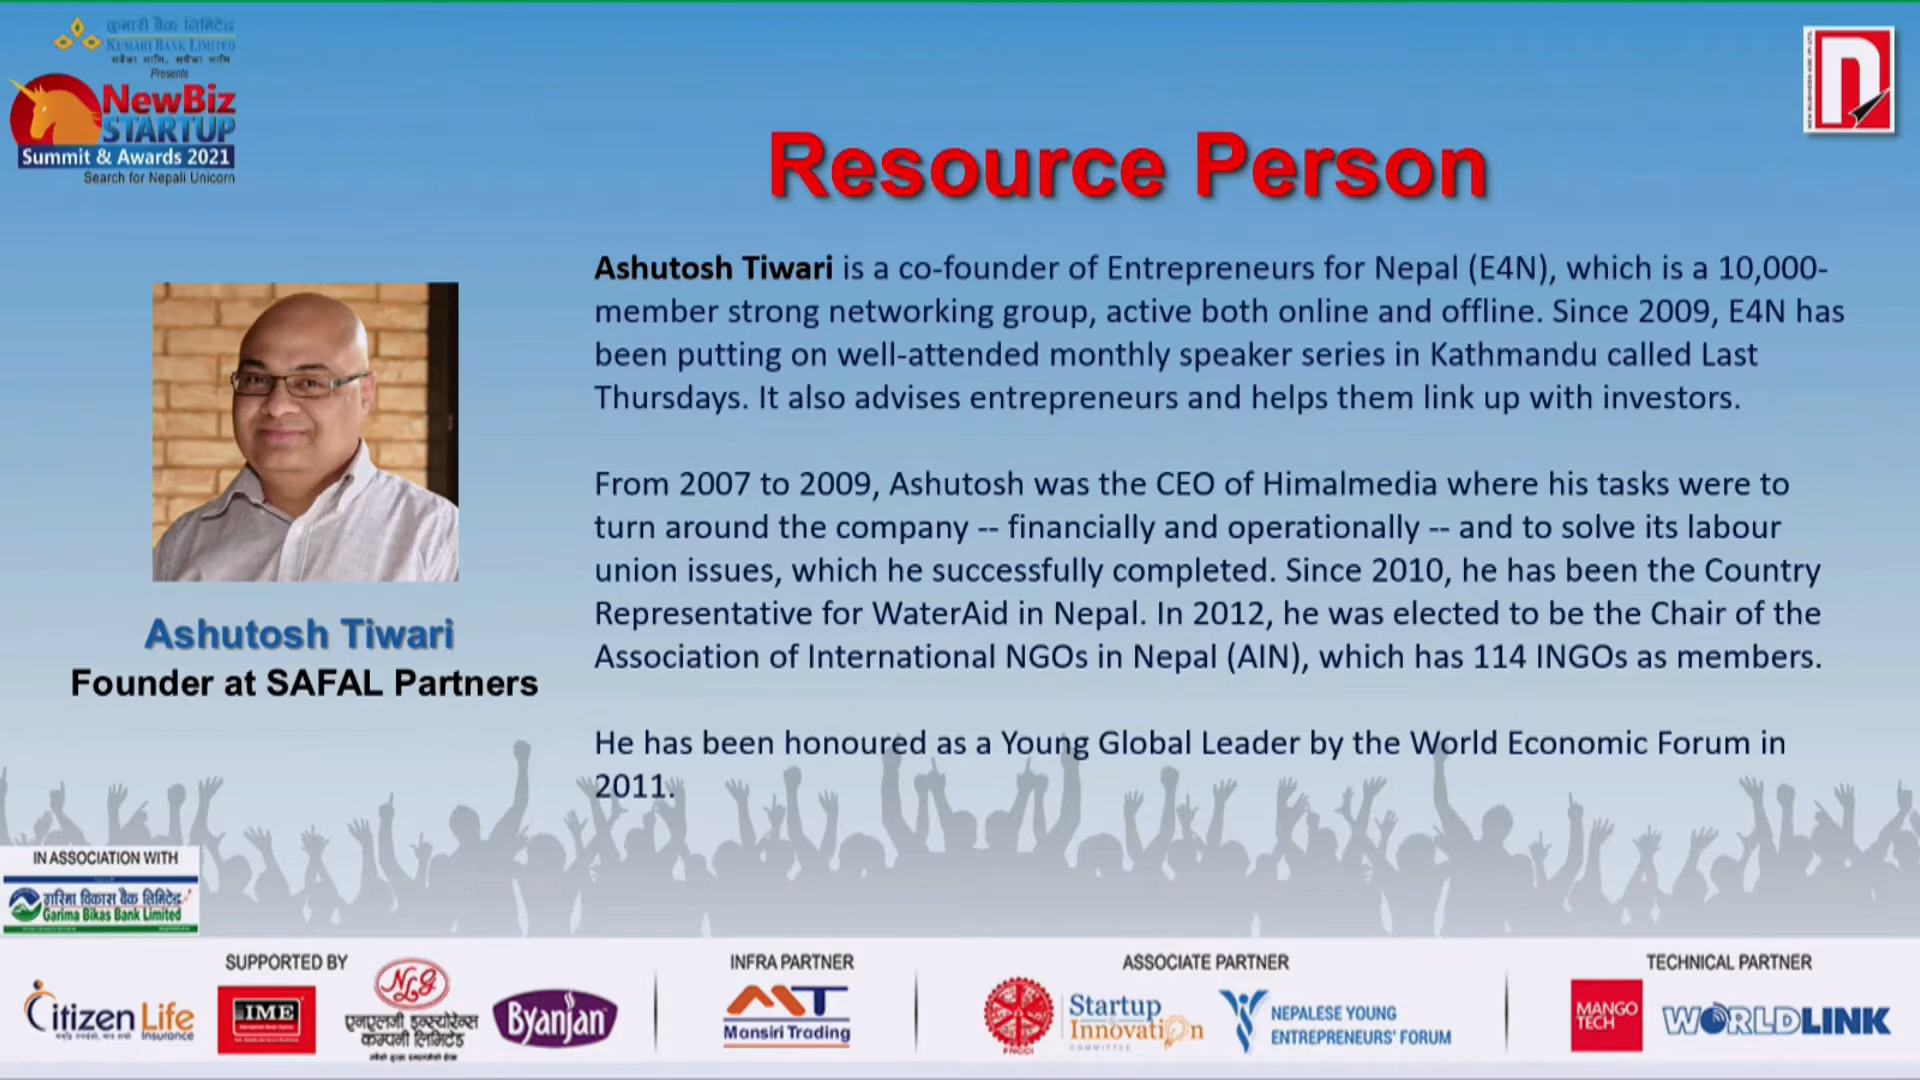 कुमारी बैंक लिमिटेड
KUMARI BANK LIMITED
Presents
NewBiz
STARTUP
Summit & Awards 2021
Search for Nepali Unicorn
Resource Person
Ashutosh Tiwari is a co-founder of Entrepreneurs for Nepal (E4N), which is a 10,000-
member strong networking group, active both online and offline. Since 2009, E4N has
been putting on well-attended monthly speaker series in Kathmandu called Last
Thursdays. It also advises entrepreneurs and helps them link up with investors.
From 2007 to 2009, Ashutosh was the CEO of Himalmedia where his tasks were to
turn around the company -- financially and operationally -- and to solve its labour
union issues, which he successfully completed. Since 2010, he has been the Country
Representative for WaterAid in Nepal. In 2012, he was elected to be the Chair of the
Association of International NGOs in Nepal (AIN), which has 114 INGOs as members.
He has been honoured as a Young Global Leader by the World Economic Forum in
2011.
Ashutosh Tiwari
Founder at SAFAL Partners
IN ASSOCIATION WITH
गरिमा विकास बैंक लिमिटेड
Garima Bikas Bank Limited
SUPPORTED BY
Citizen Life
Insurance
IME
NLG
एनएलजी इन्स्योरेन्स
कम्पनी लिमिटेड
Byanjan
INFRA PARTNER
MT
Mansiri Trading
ASSOCIATE PARTNER
FNCCI
Startup
Innovation
COMMITTEE
NEPALESE YOUNG
ENTREPRENEURS' FORUM
TECHNICAL PARTNER
MANGO
TECH
WORLDLINK